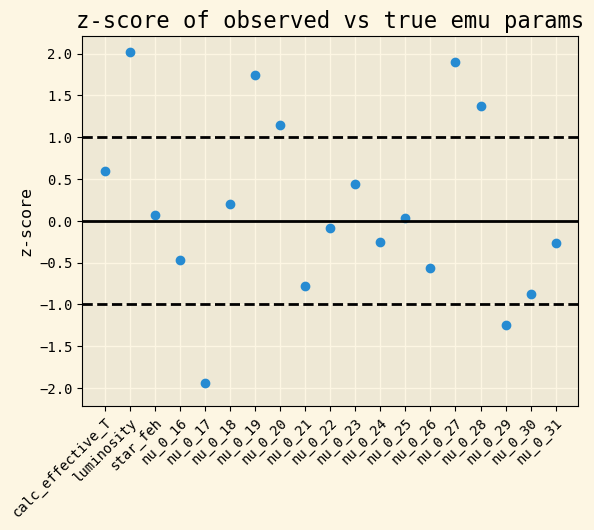 z-score of observed vs true emu params
z-score
2.0
1.5
1.0
0.5
0.0
−0.5
−1.0
−1.5
−2.0
calc_effective_T
luminosity
star_feh
nu_0_16
nu_0_17
nu_0_18
nu_0_19
nu_0_20
nu_0_21
nu_0_22
nu_0_23
nu_0_24
nu_0_25
nu_0_26
nu_0_27
nu_0_28
nu_0_29
nu_0_30
nu_0_31